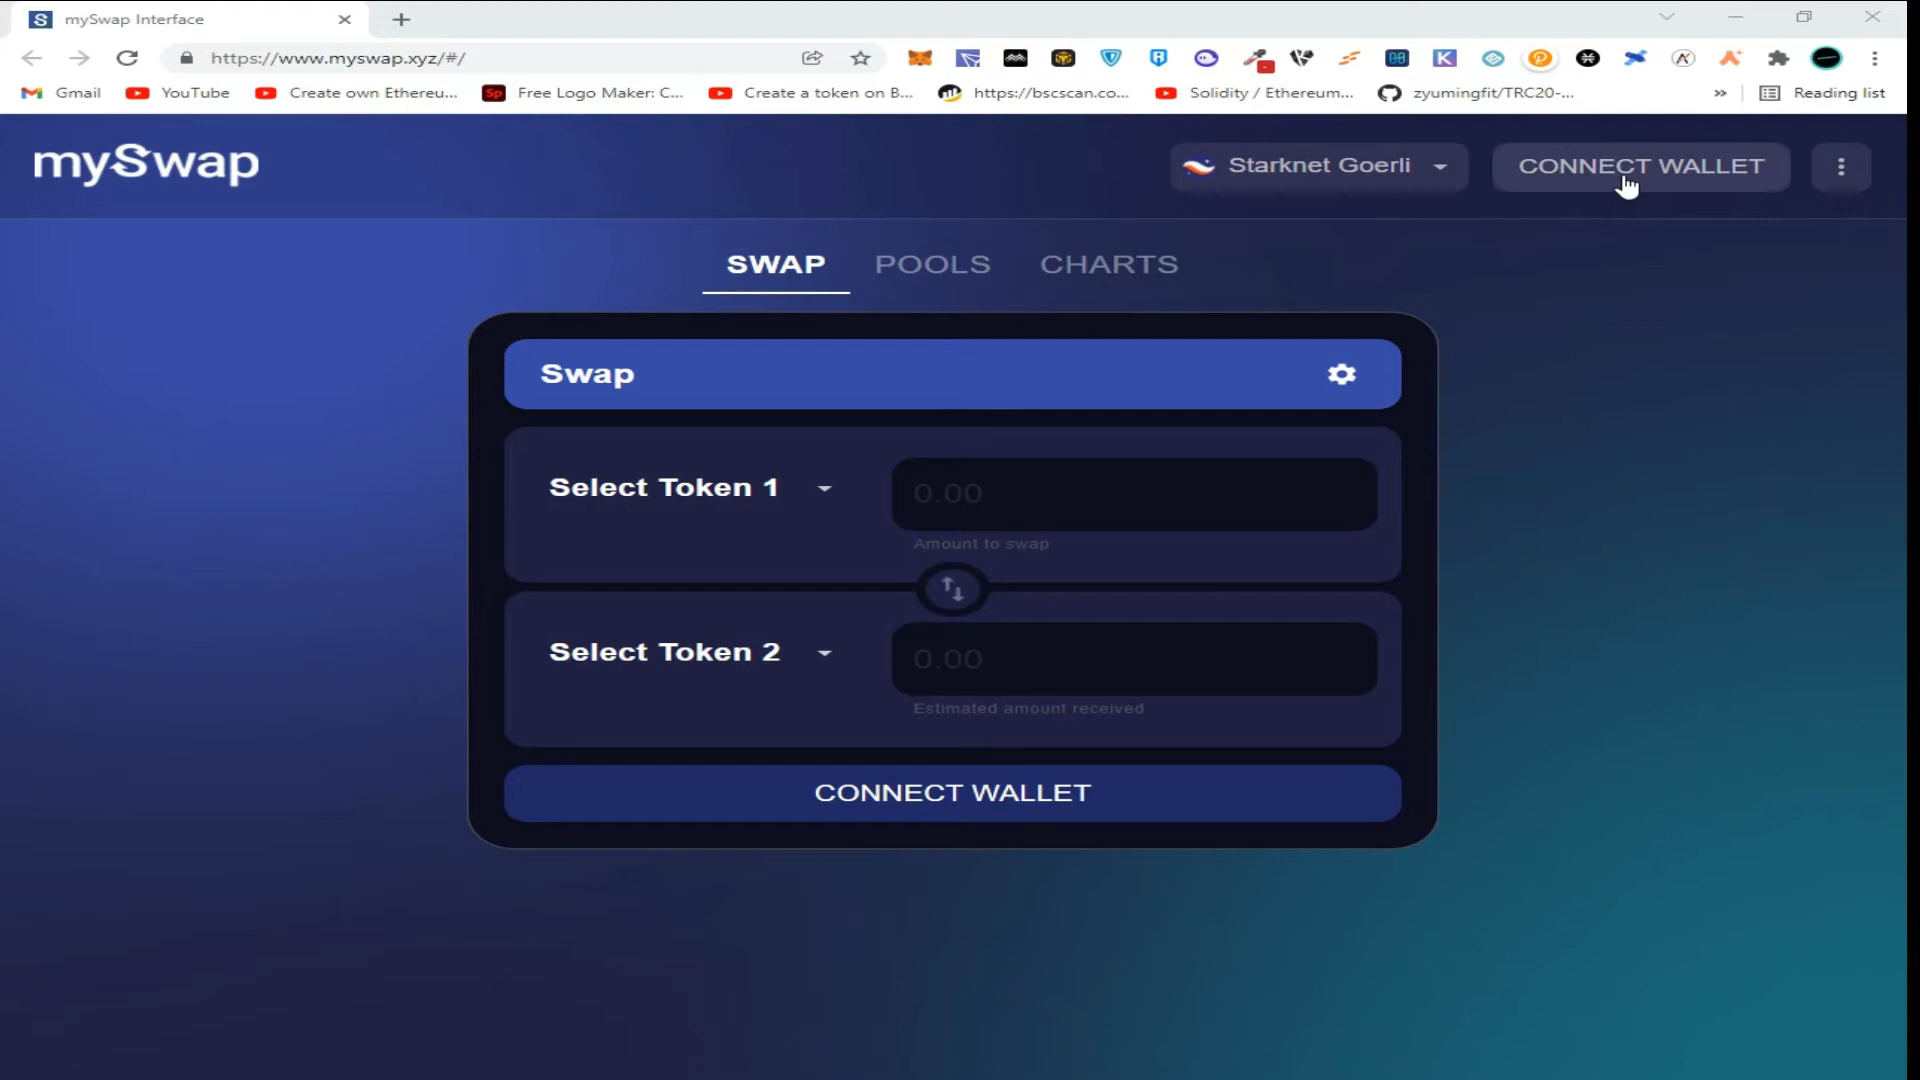 mySwap Interface
https://www.myswap.xyz/#/
Gmail YouTube Create own Ethereu... Free Logo Maker: C... Create a token on B... https://bscscan.co... Solidity / Ethereum... zyumingfit/TRC20-... » Reading list
mySwap
Starknet Goerli
CONNECT WALLET
SWAP POOLS CHARTS
Swap
Select Token 1
0.00
Amount to swap
Select Token 2
0.00
Estimated amount received
CONNECT WALLET